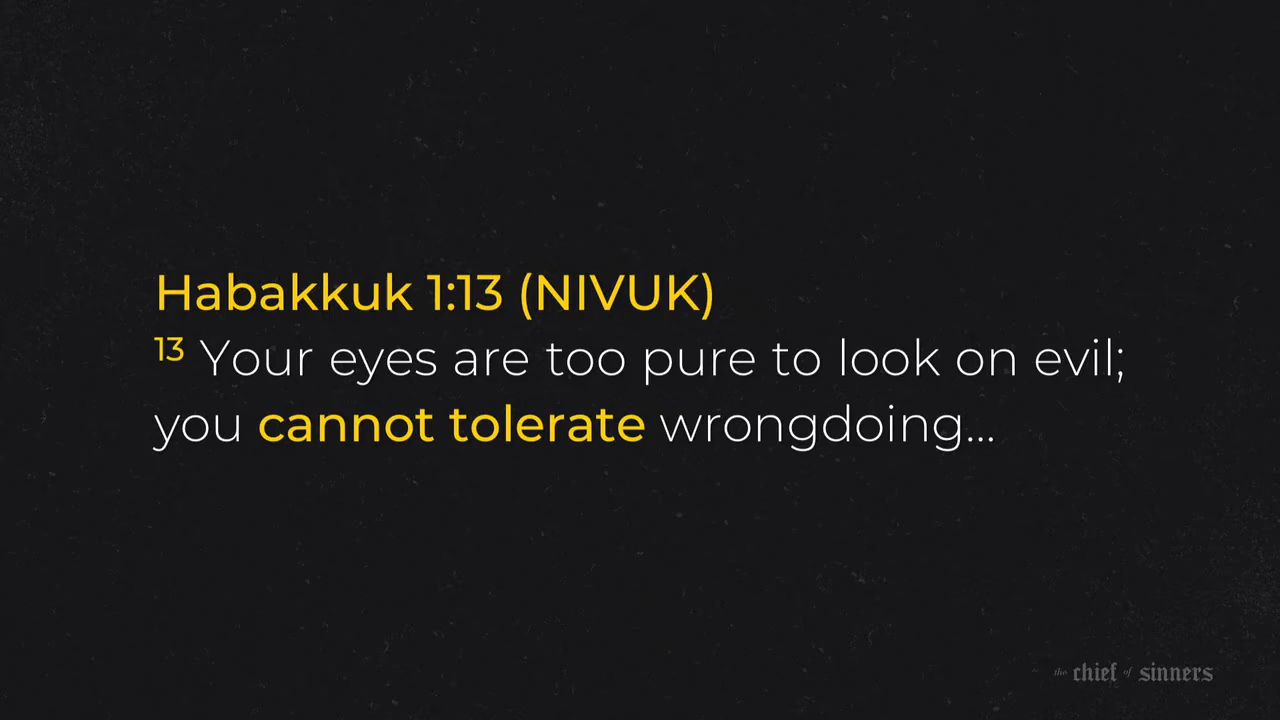 Habakkuk 1:13 (NIVUK)
13 Your eyes are too pure to look on evil;
you cannot tolerate wrongdoing...
the chief of sinners